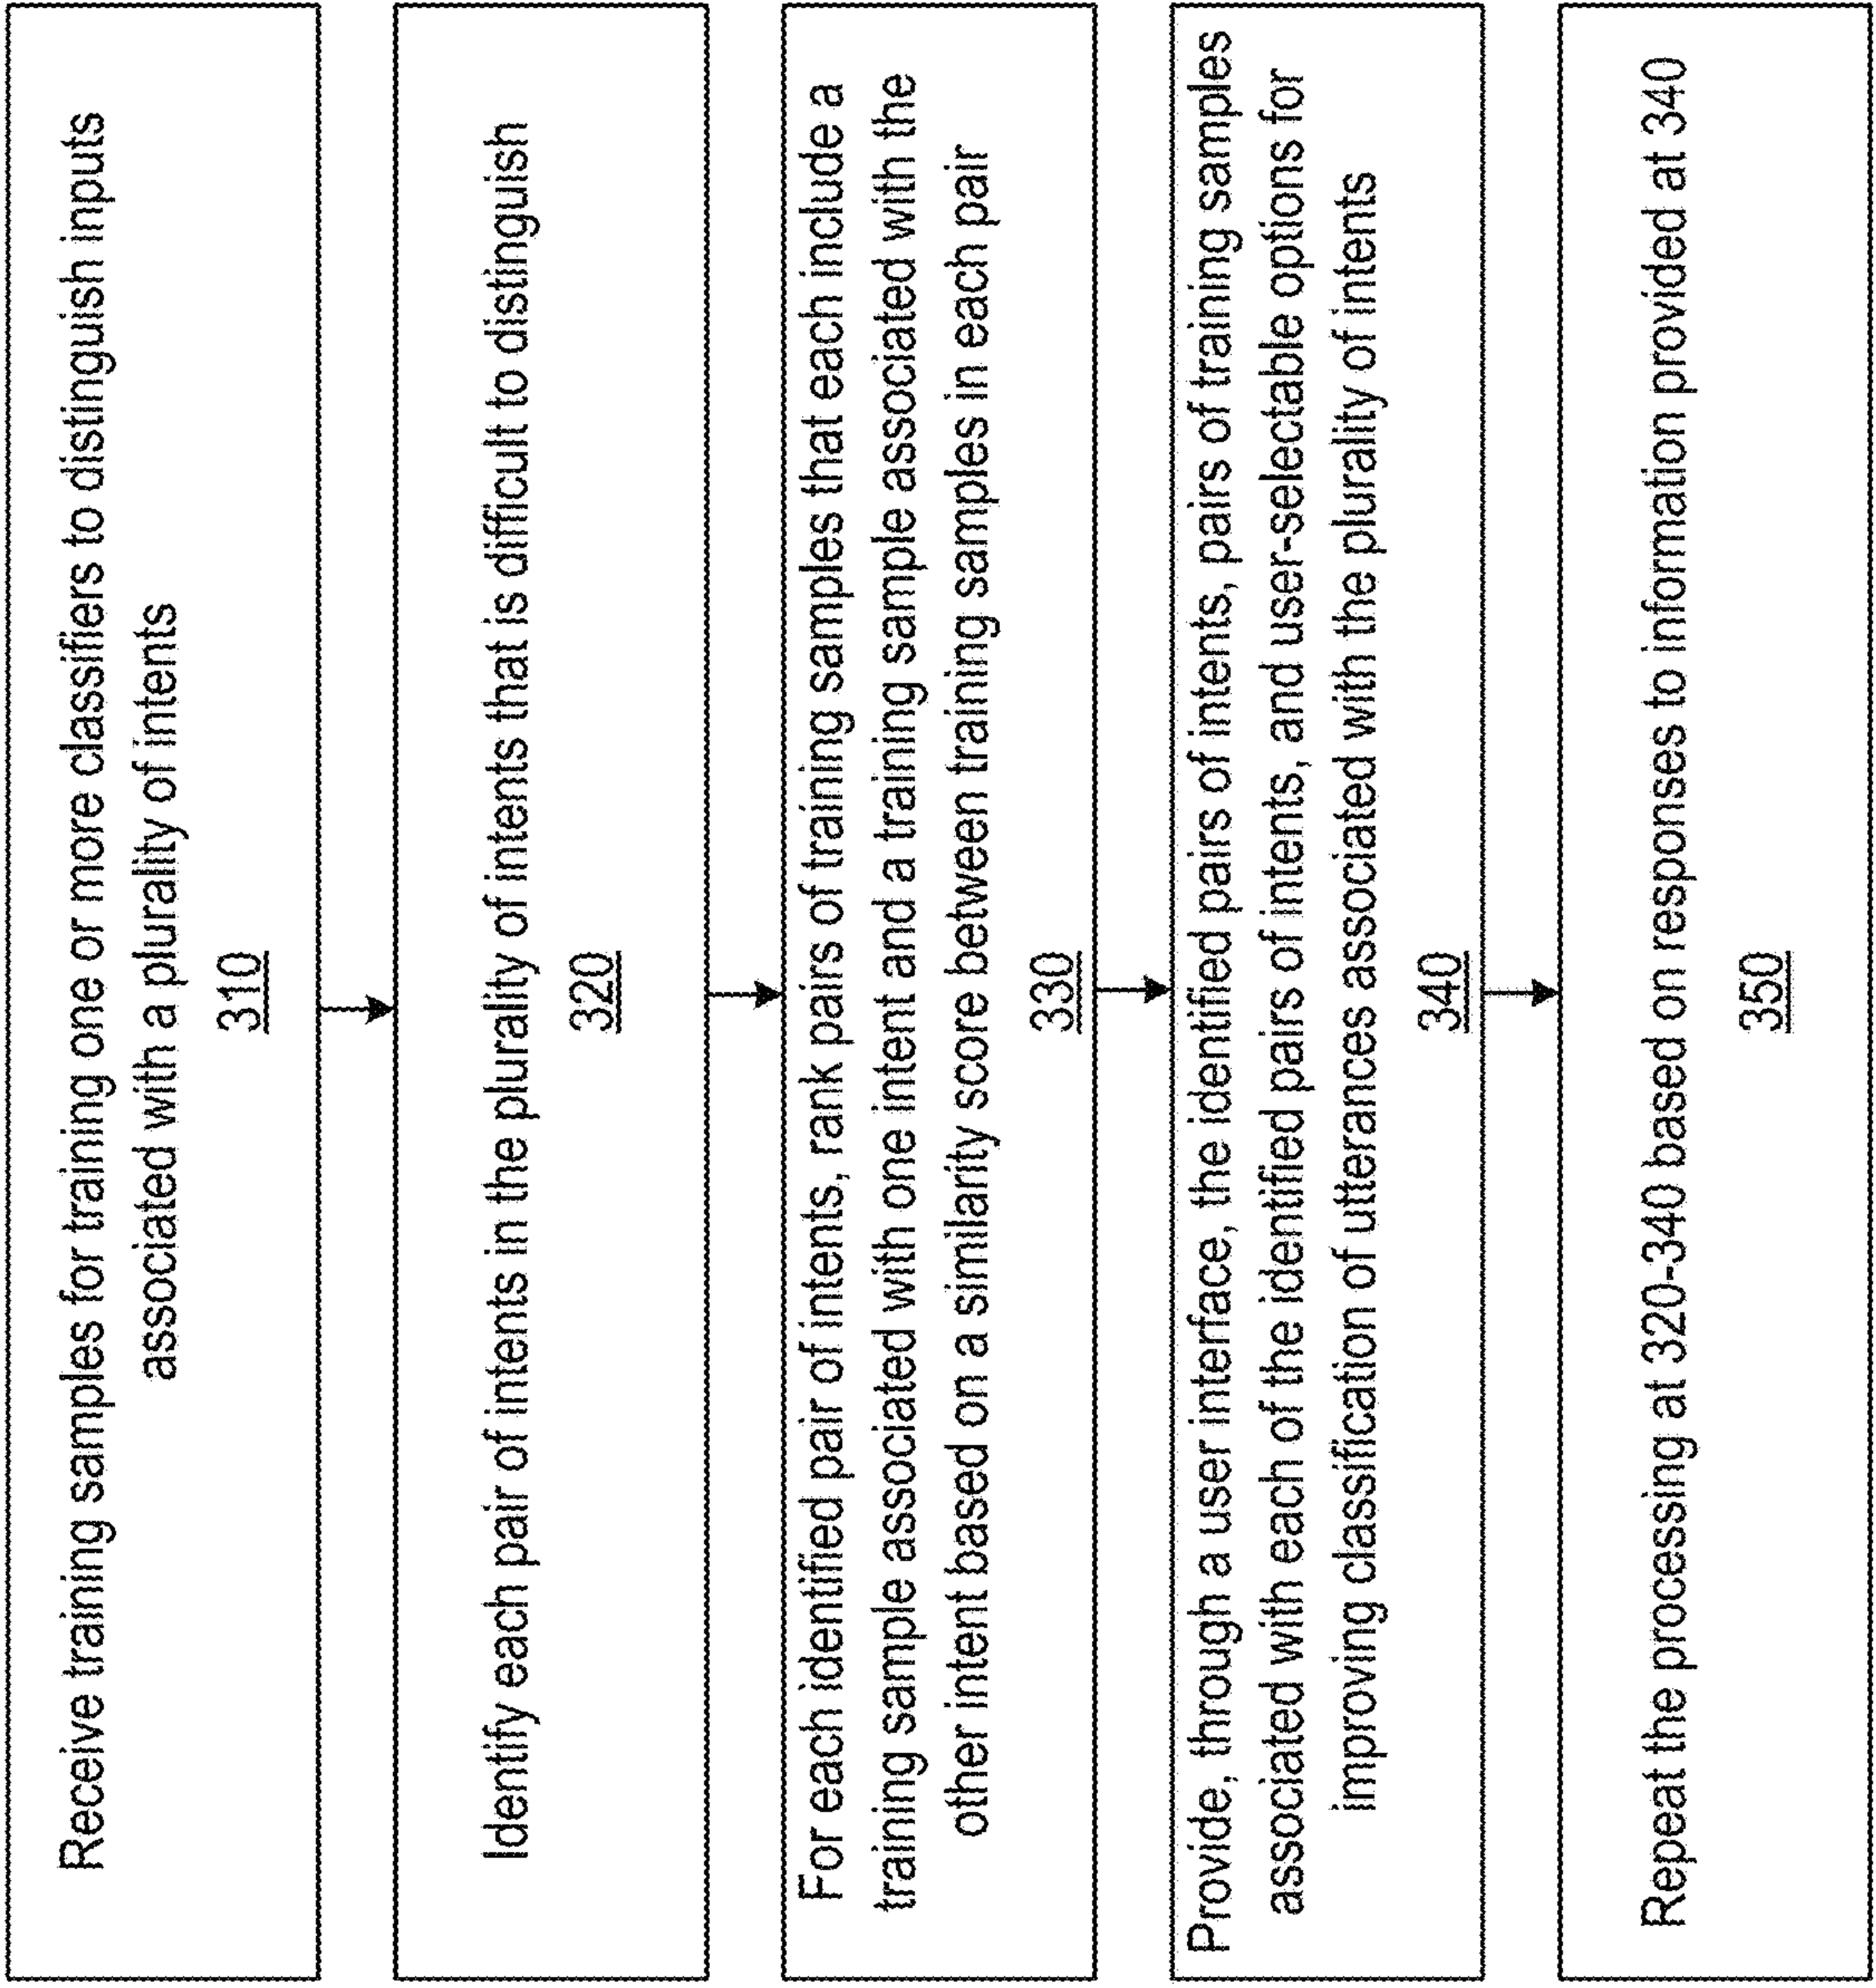 Receive training samples for training one or more classifiers to distinguish inputs
associated with a plurality of intents
310
Identify each pair of intents in the plurality of intents that is difficult to distinguish
320
For each identified pair of intents, rank pairs of training samples that each include a
training sample associated with one intent and a training sample associated with the
other intent based on a similarity score between training samples in each pair
330
Provide, through a user interface, the identified pairs of intents, pairs of training samples
associated with each of the identified pairs of intents, and user-selectable options for
improving classification of utterances associated with the plurality of intents
340
Repeat the processing at 320-340 based on responses to information provided at 340
350